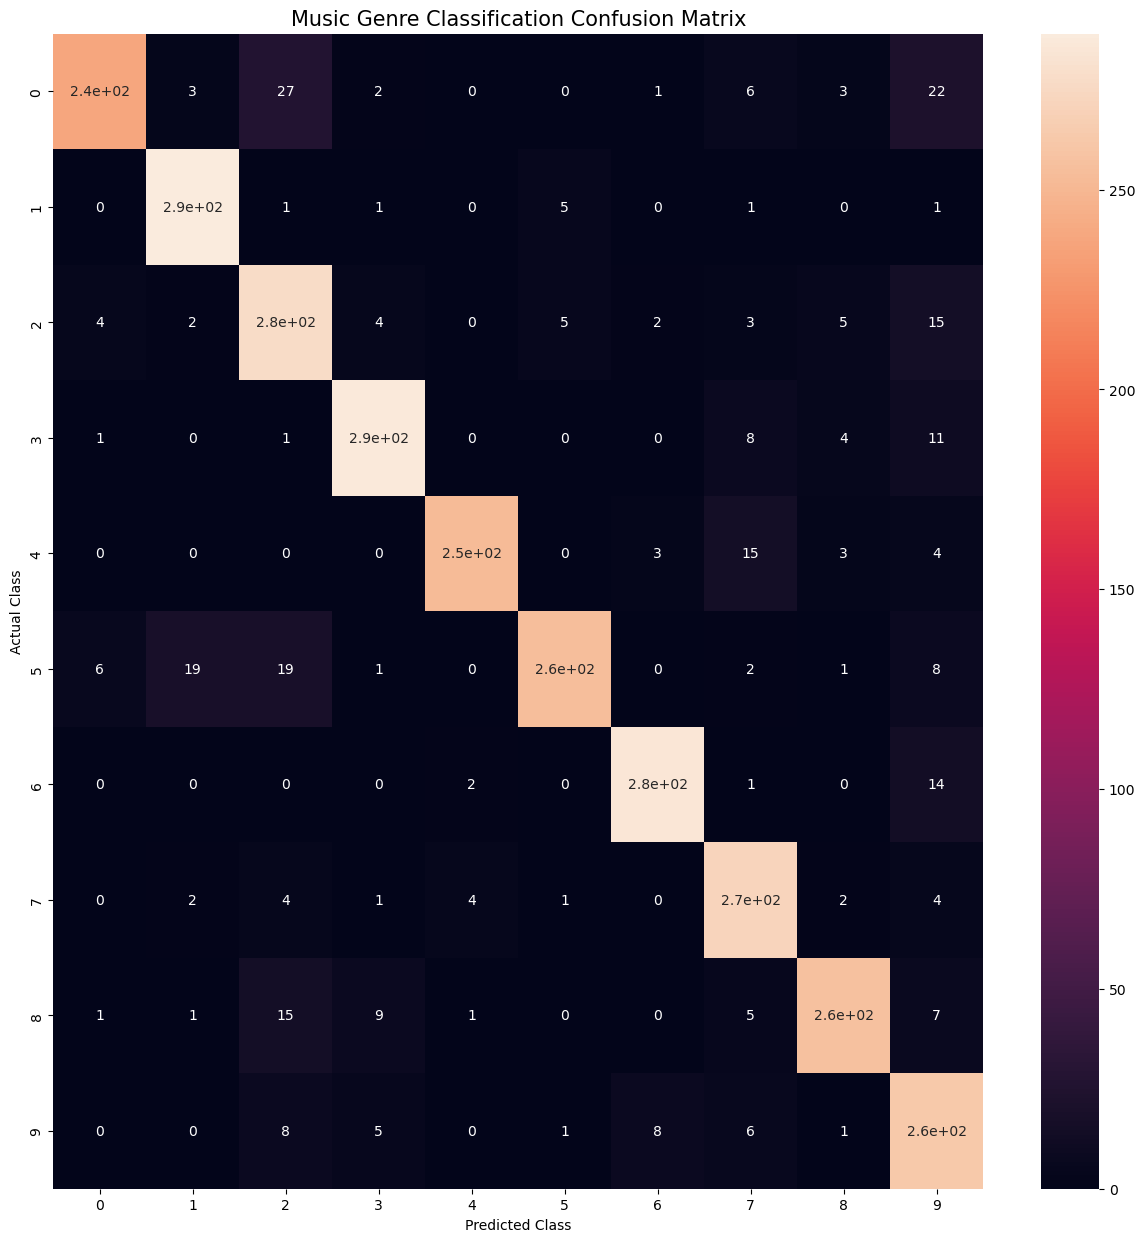 Music Genre Classification Confusion Matrix
0 2.4e+02 3 27 2 0 0 1 6 3 22
1 0 2.9e+02 1 1 0 5 0 1 0 1
2 4 2 2.8e+02 4 0 5 2 3 5 15
3 1 0 1 2.9e+02 0 0 0 8 4 11
4 0 0 0 0 2.5e+02 0 3 15 3 4
5 6 19 19 1 0 2.6e+02 0 2 1 8
6 0 0 0 0 2 0 2.8e+02 1 0 14
7 0 2 4 1 4 1 0 2.7e+02 2 4
8 1 1 15 9 1 0 0 5 2.6e+02 7
9 0 0 8 5 0 1 8 6 1 2.6e+02
0 1 2 3 4 5 6 7 8 9
Actual Class
Predicted Class
250
200
150
100
50
0